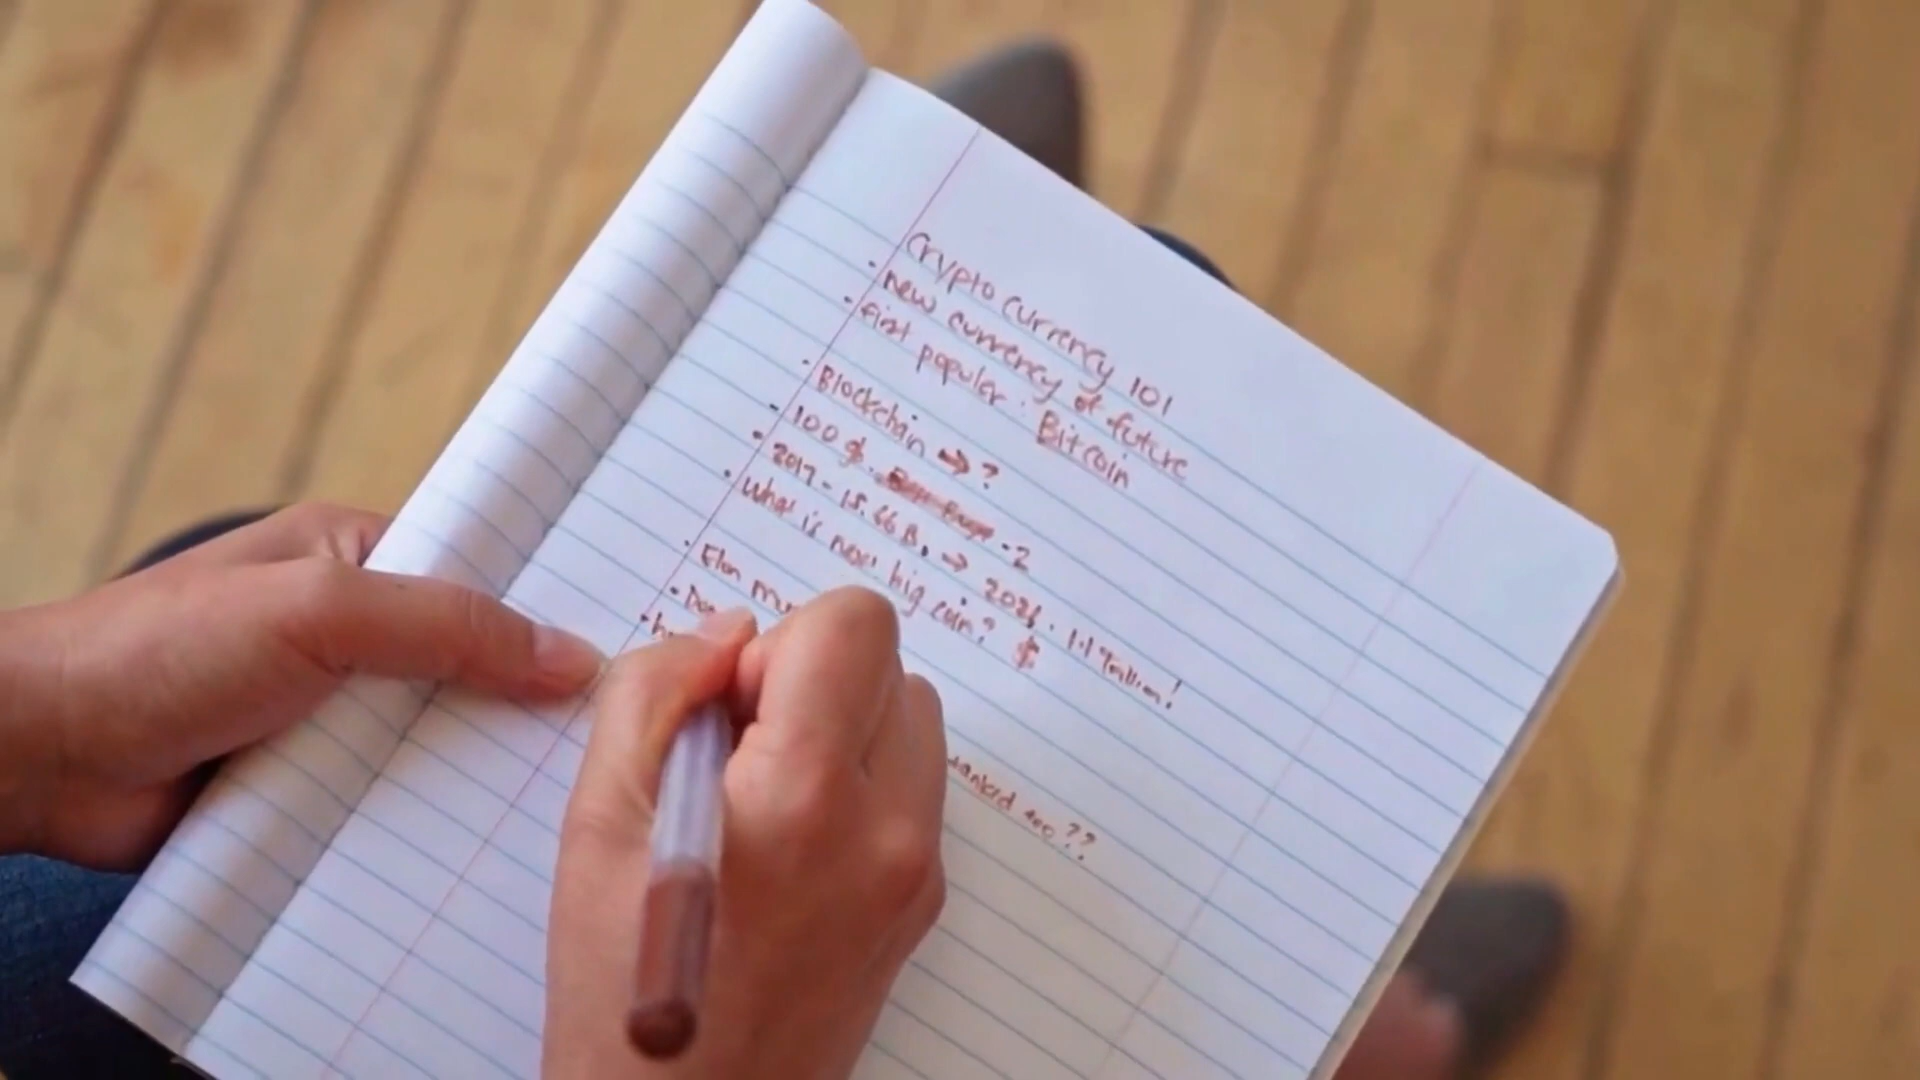 Crypto Currency 101
• new currency of future
• first popular : Bitcoin
• Blockchain → ?
• 100 $. -2
• 2017 - 15.66 B. → 2021. 1.1 Trillion!
• What is next big coin? $
• Elon
??